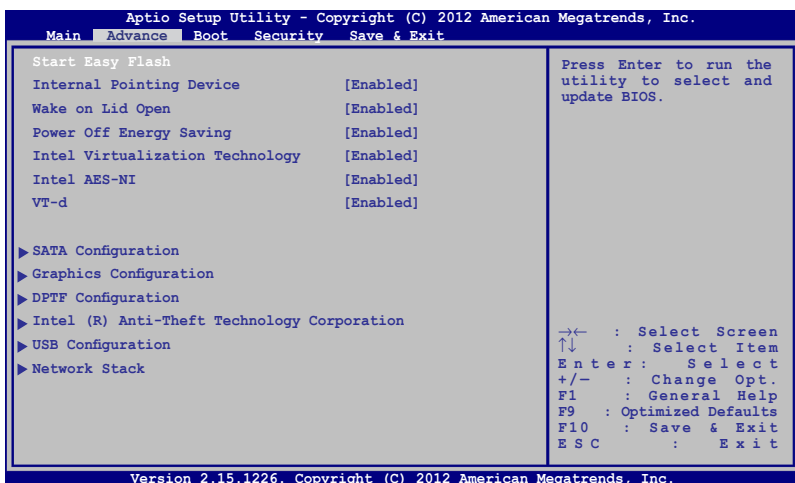 Aptio Setup Utility - Copyright (C) 2012 American Megatrends, Inc.
Main Advance Boot Security Save & Exit
Start Easy Flash
Internal Pointing Device [Enabled]
Wake on Lid Open [Enabled]
Power Off Energy Saving [Enabled]
Intel Virtualization Technology [Enabled]
Intel AES-NI [Enabled]
VT-d [Enabled]
SATA Configuration
Graphics Configuration
DPTF Configuration
Intel (R) Anti-Theft Technology Corporation
USB Configuration
Network Stack
Press Enter to run the
utility to select and
update BIOS.
→← : Select Screen
↑↓ : Select Item
Enter: Select
+/— : Change Opt.
F1 : General Help
F9 : Optimized Defaults
F10 : Save & Exit
ESC : Exit
Version 2.15.1226. Copyright (C) 2012 American Megatrends, Inc.